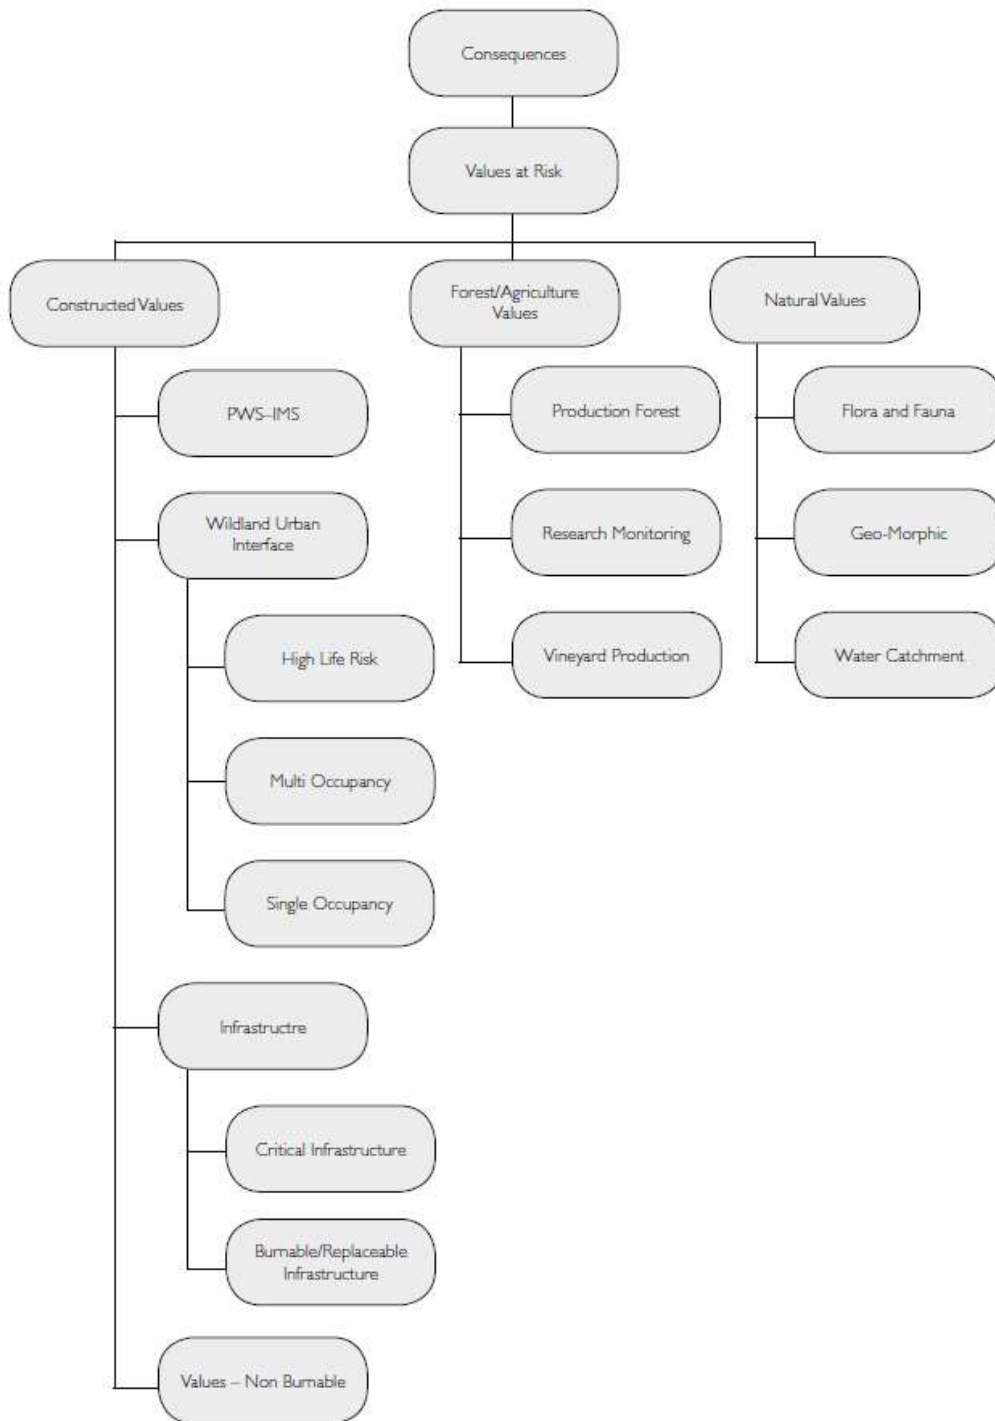 Consequences
Values at Risk
Constructed Values
Forest/Agriculture
Values
Natural Values
PWS–IMS
Production Forest
Flora and Fauna
Wildland Urban
Interface
Research Monitoring
Geo-Morphic
High Life Risk
Vineyard Production
Water Catchment
Multi Occupancy
Single Occupancy
Infrastructre
Critical Infrastructure
Burnable/Replaceable
Infrastructure
Values – Non Burnable